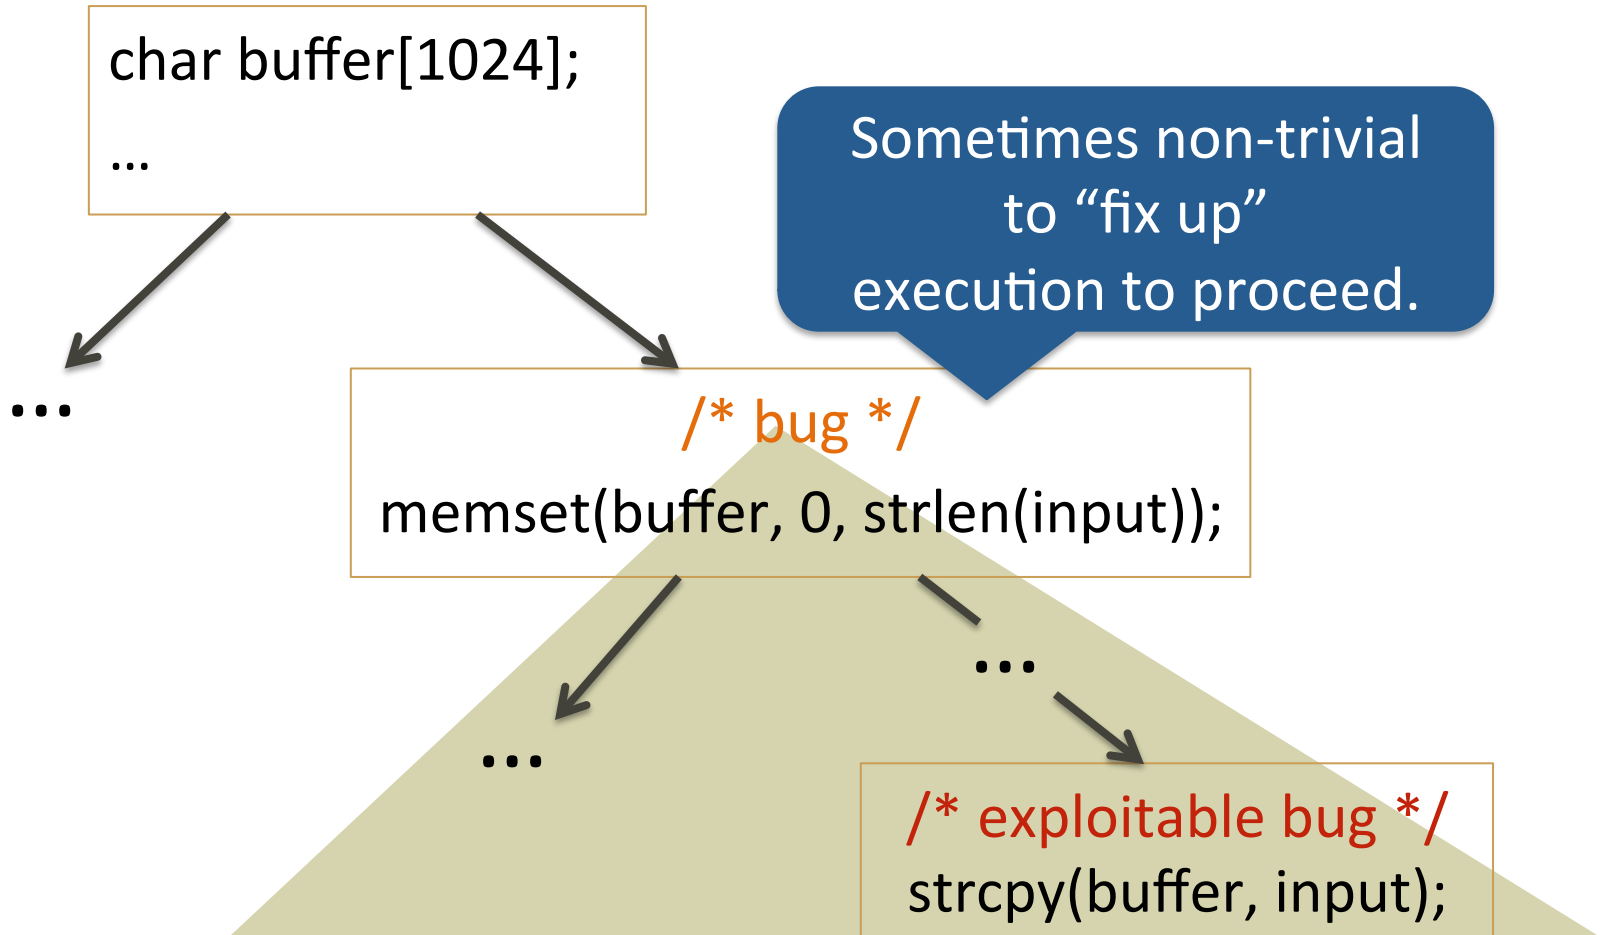 char buffer[1024];
…
Sometimes non-trivial
to “fix up”
execution to proceed.
…
/* bug */
memset(buffer, 0, strlen(input));
…
…
/* exploitable bug */
strcpy(buffer, input);